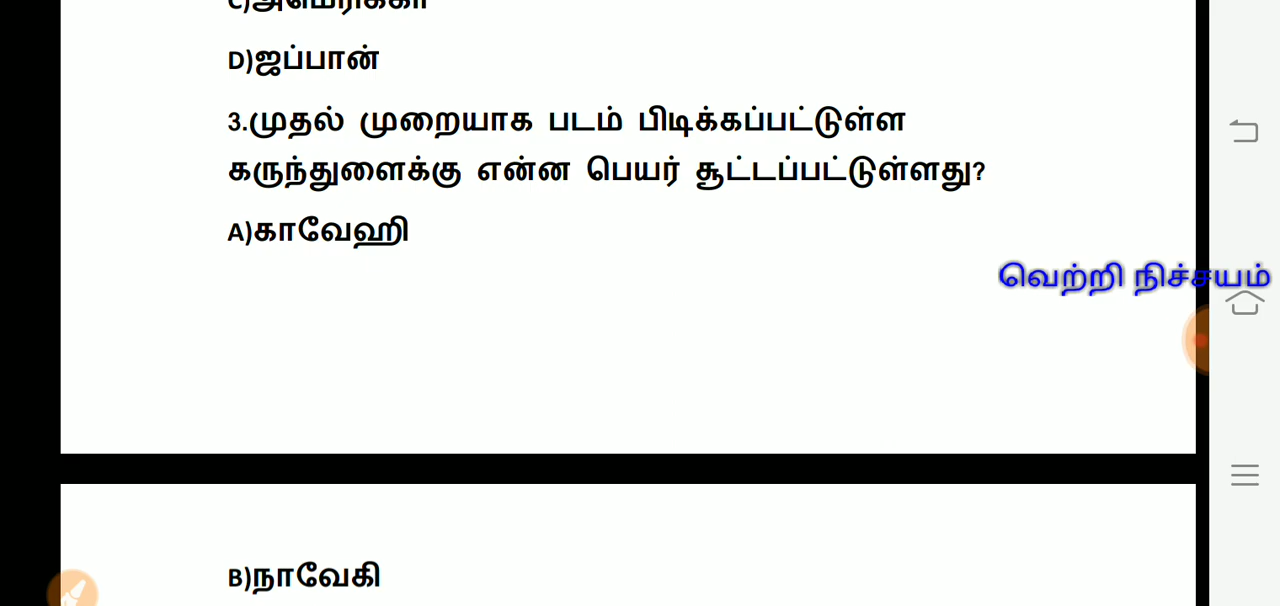 D)ஜப்பான்
3.முதல் முறையாக படம் பிடிக்கப்பட்டுள்ள
கருந்துளைக்கு என்ன பெயர் சூட்டப்பட்டுள்ளது?
A)காவேஹி
வெற்றி நிச்சயம்
B)நாவேகி